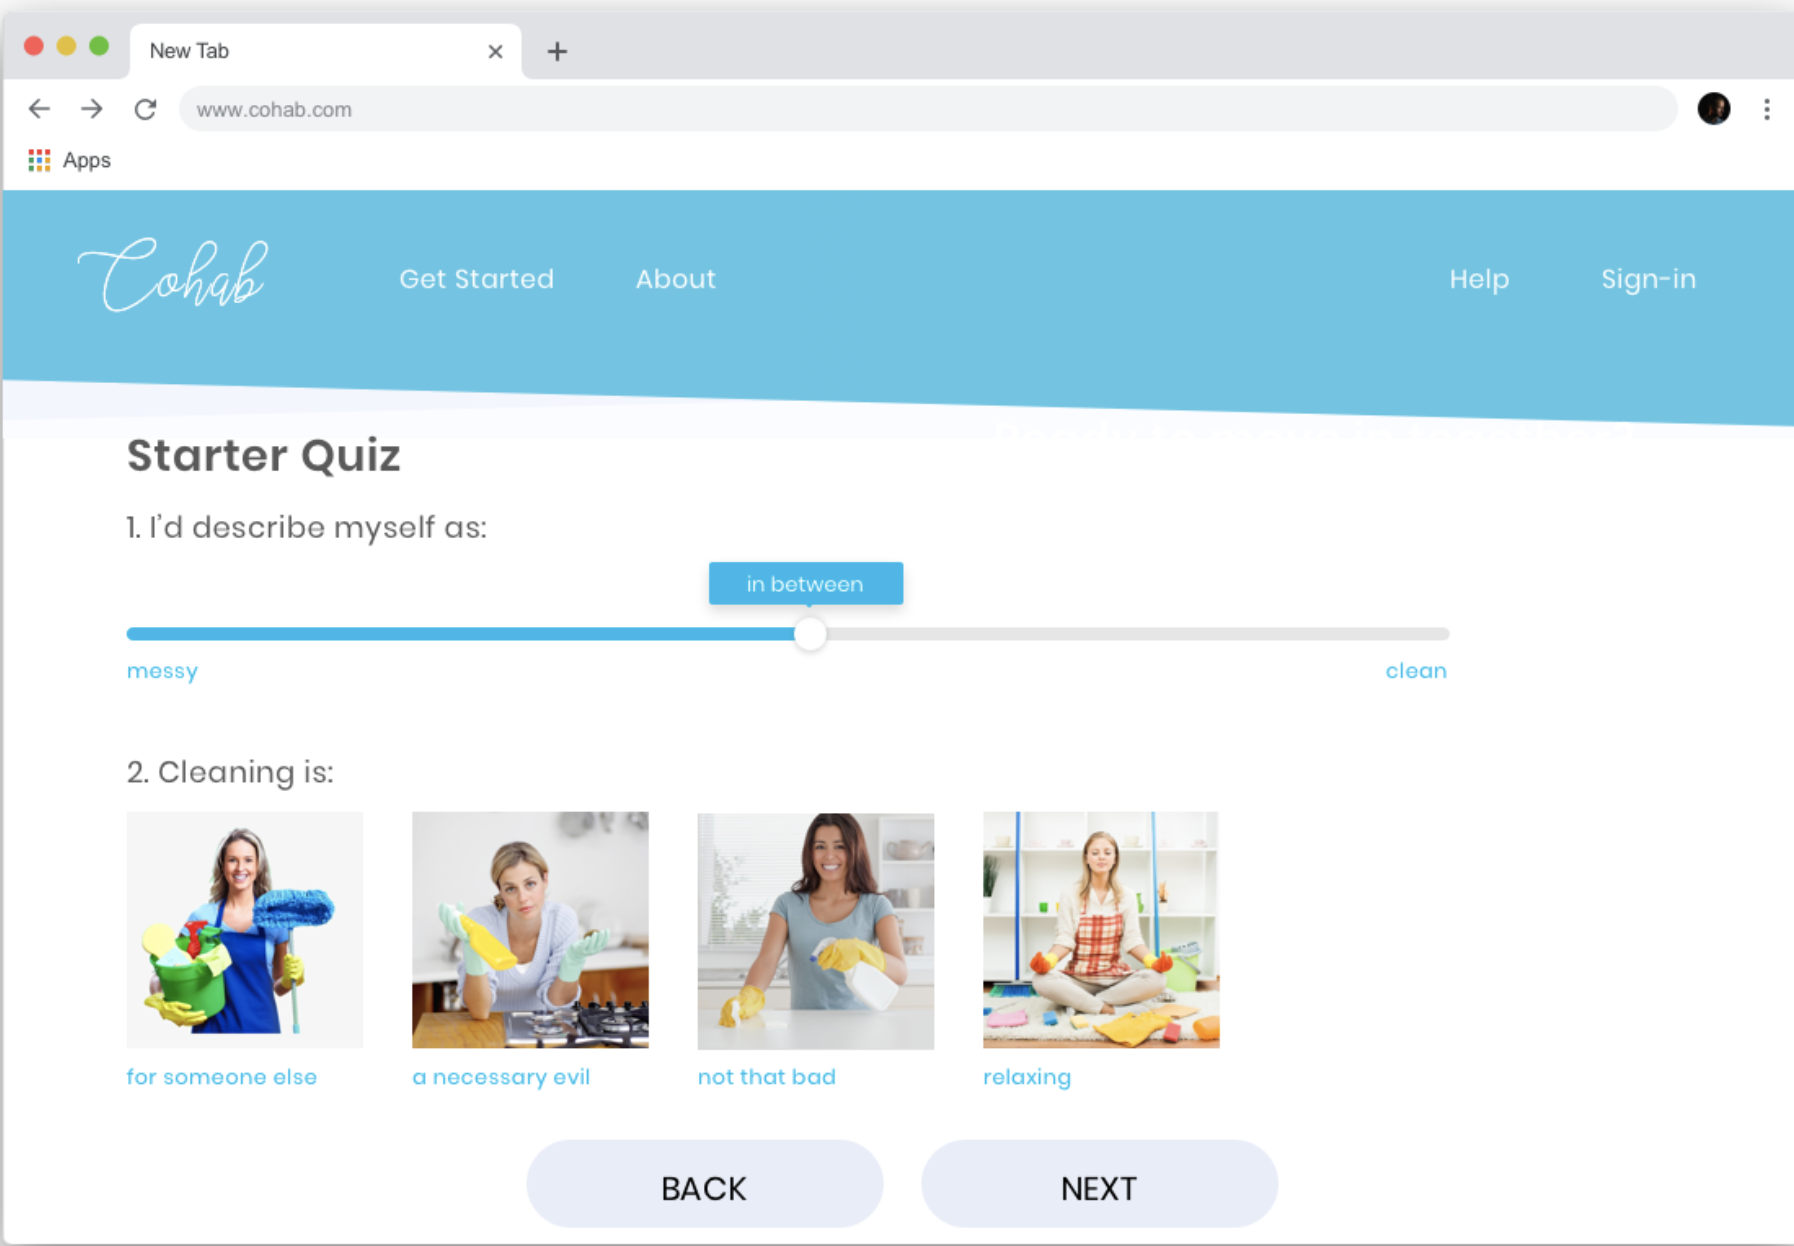 New Tab
www.cohab.com
Apps
Cohab
Get Started
About
Help
Sign-in
Starter Quiz
1. I'd describe myself as:
in between
messy
clean
2. Cleaning is:
for someone else
a necessary evil
not that bad
relaxing
BACK
NEXT